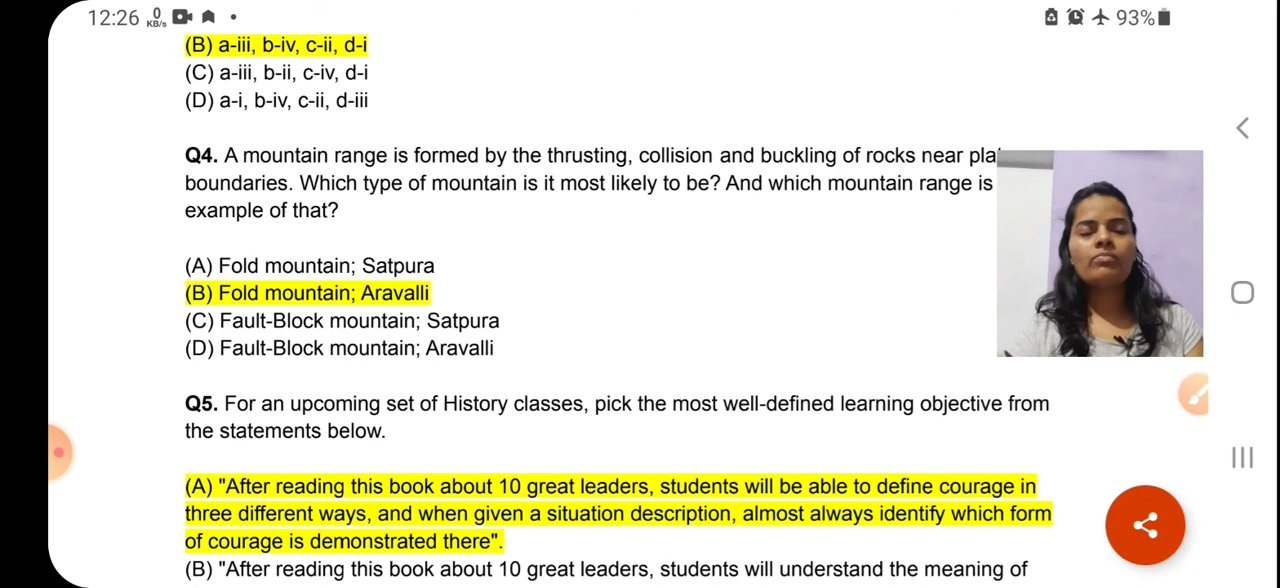 12:26 0 KB/s 93%
(B) a-iii, b-iv, c-ii, d-i
(C) a-iii, b-ii, c-iv, d-i
(D) a-i, b-iv, c-ii, d-iii
Q4. A mountain range is formed by the thrusting, collision and buckling of rocks near
boundaries. Which type of mountain is it most likely to be? And which mountain range is
example of that?
(A) Fold mountain; Satpura
(B) Fold mountain; Aravalli
(C) Fault-Block mountain; Satpura
(D) Fault-Block mountain; Aravalli
Q5. For an upcoming set of History classes, pick the most well-defined learning objective from
the statements below.
(A) "After reading this book about 10 great leaders, students will be able to define courage in
three different ways, and when given a situation description, almost always identify which form
of courage is demonstrated there".
(B) "After reading this book about 10 great leaders, students will understand the meaning of